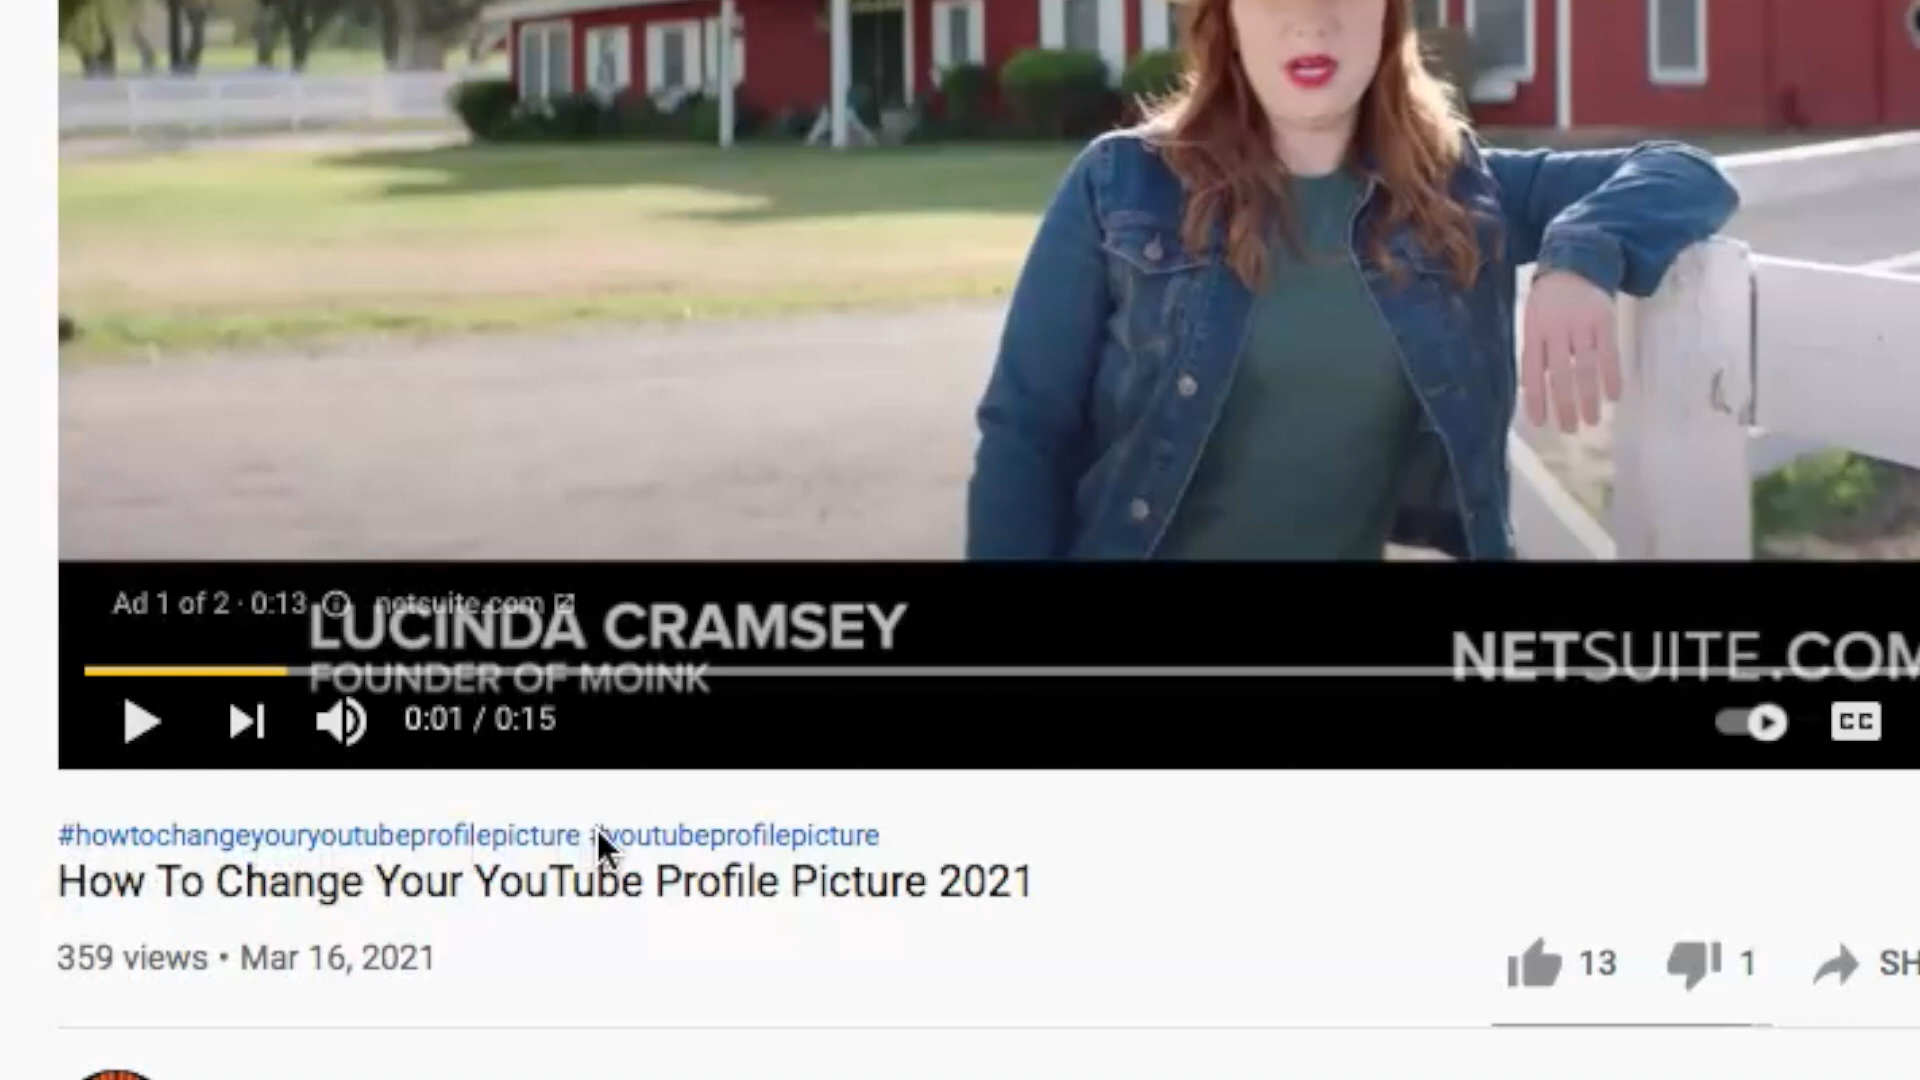 Ad 1 of 2 · 0:13 netsuite.com
LUCINDA CRAMSEY
FOUNDER OF MOINK
NETSUITE.COM
0:01 / 0:15
CC
#howtochangeyouryoutubeprofilepicture #youtubeprofilepicture
How To Change Your YouTube Profile Picture 2021
359 views • Mar 16, 2021
13
1
SH